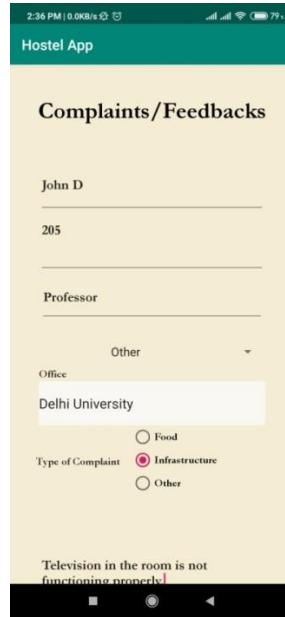 2:36 PM | 0.0KB/s
79
Hostel App
Complaints/Feedbacks
John D
205
Professor
Other
Office
Delhi University
Food
Type of Complaint
Infrastructure
Other
Television in the room is not
functioning properly